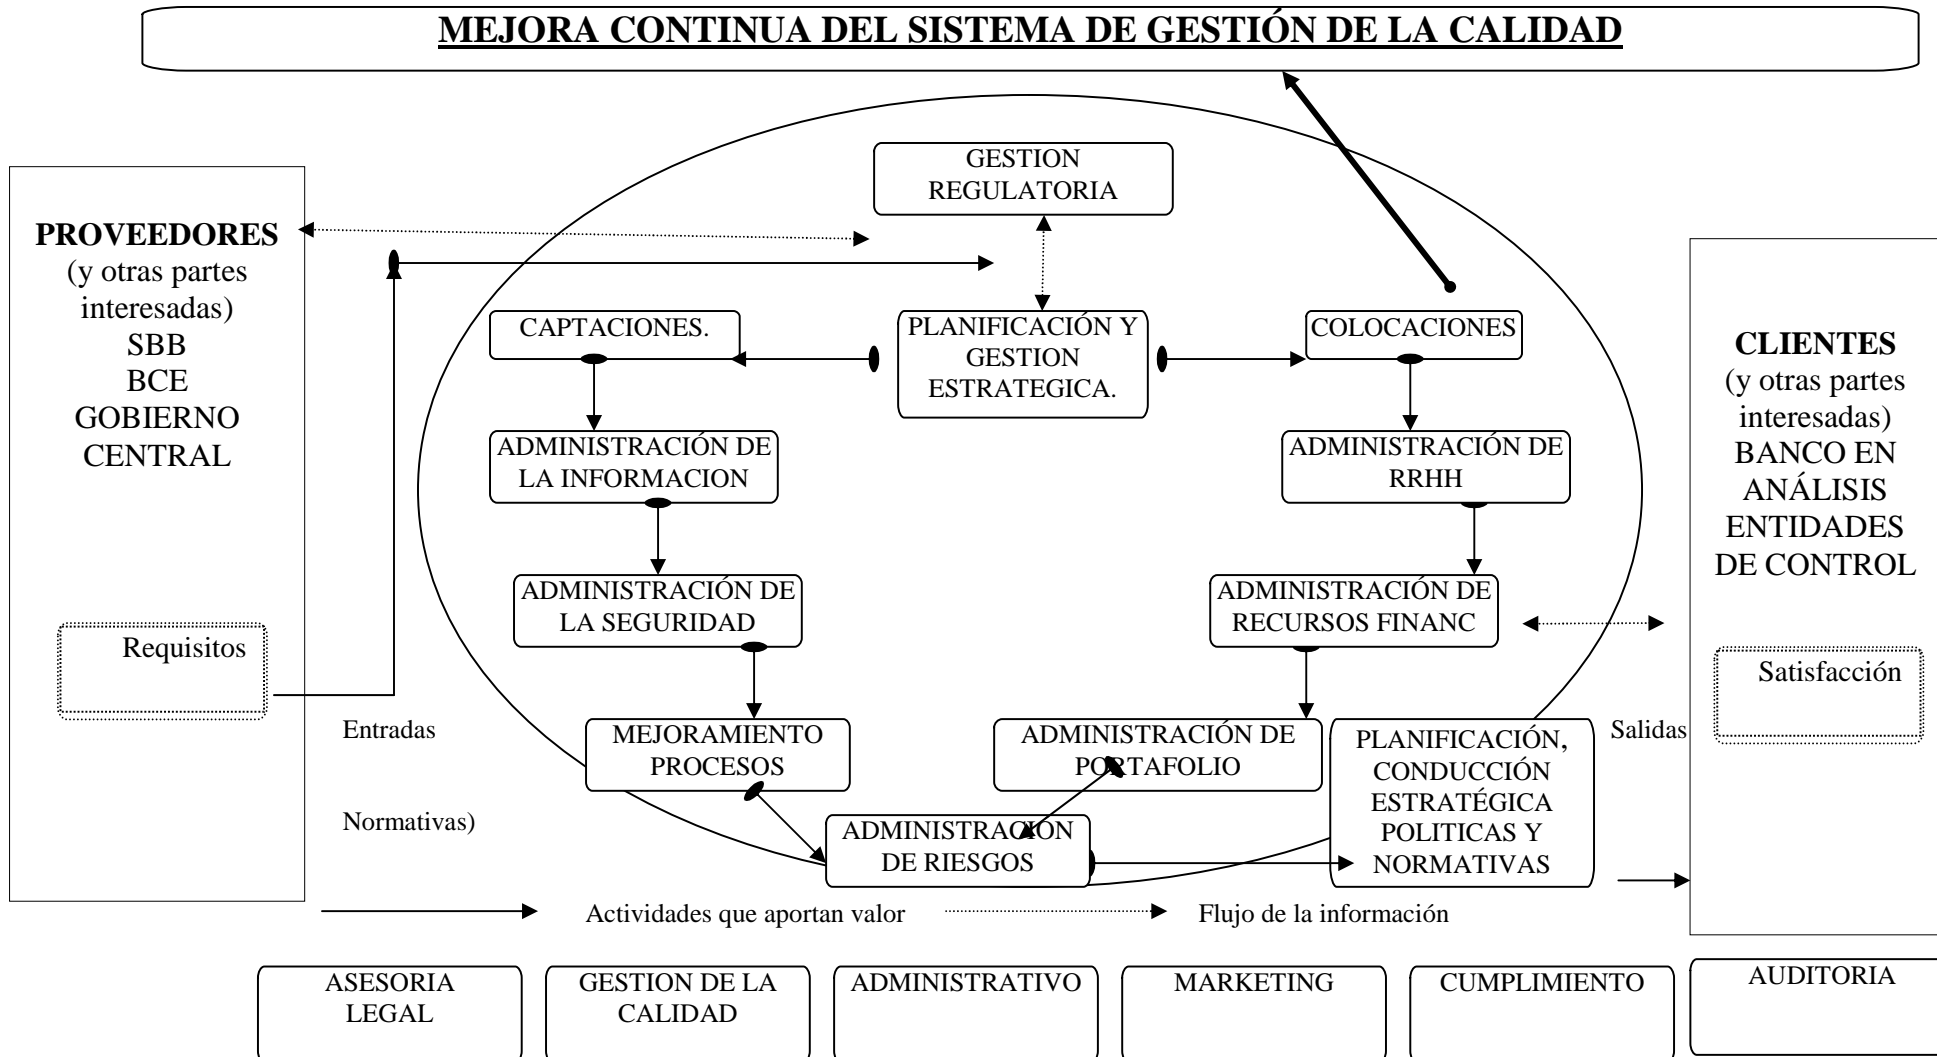 MEJORA CONTINUA DEL SISTEMA DE GESTIÓN DE LA CALIDAD
GESTION
REGULATORIA
PROVEEDORES
(y otras partes
interesadas)
SBB
BCE
GOBIERNO
CENTRAL
Requisitos
CAPTACIONES.
PLANIFICACIÓN Y
GESTION
ESTRATEGICA.
COLOCACIONES
ADMINISTRACIÓN DE
LA INFORMACION
ADMINISTRACIÓN DE
RRHH
ADMINISTRACIÓN DE
LA SEGURIDAD
ADMINISTRACIÓN DE
RECURSOS FINANC
MEJORAMIENTO
PROCESOS
ADMINISTRACIÓN DE
PORTAFOLIO
ADMINISTRACIÓN
DE RIESGOS
PLANIFICACIÓN,
CONDUCCIÓN
ESTRATÉGICA
POLITICAS Y
NORMATIVAS
Entradas
Normativas)
Salidas
CLIENTES
(y otras partes
interesadas)
BANCO EN
ANÁLISIS
ENTIDADES
DE CONTROL
Satisfacción
Actividades que aportan valor
Flujo de la información
ASESORIA
LEGAL
GESTION DE LA
CALIDAD
ADMINISTRATIVO
MARKETING
CUMPLIMIENTO
AUDITORIA